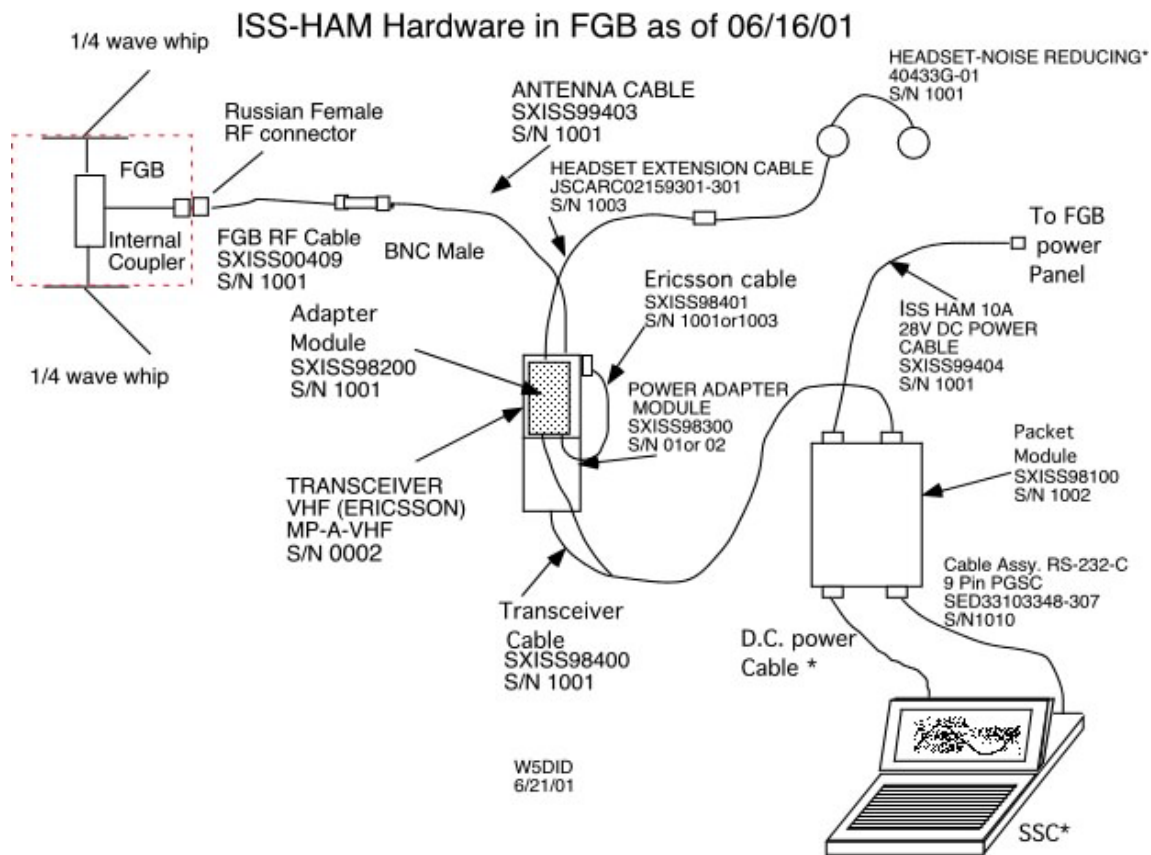 ISS-HAM Hardware in FGB as of 06/16/01
1/4 wave whip
HEADSET-NOISE REDUCING*
40433G-01
S/N 1001
ANTENNA CABLE
SXISS99403
S/N 1001
Russian Female
RF connector
FGB
HEADSET EXTENSION CABLE
JSCARC02159301-301
S/N 1003
To FGB
power
Panel
Internal
Coupler
FGB RF Cable
SXISS00409
S/N 1001
BNC Male
Ericsson cable
SXISS98401
S/N 1001or1003
ISS HAM 10A
28V DC POWER
CABLE
SXISS99404
S/N 1001
Adapter
Module
SXISS98200
S/N 1001
1/4 wave whip
POWER ADAPTER
MODULE
SXISS98300
S/N 01or 02
Packet
Module
SXISS98100
S/N 1002
TRANSCEIVER
VHF (ERICSSON)
MP-A-VHF
S/N 0002
Cable Assy. RS-232-C
9 Pin PGSC
SED33103348-307
S/N1010
Transceiver
Cable
SXISS98400
S/N 1001
D.C. power
Cable *
W5DID
6/21/01
SSC*